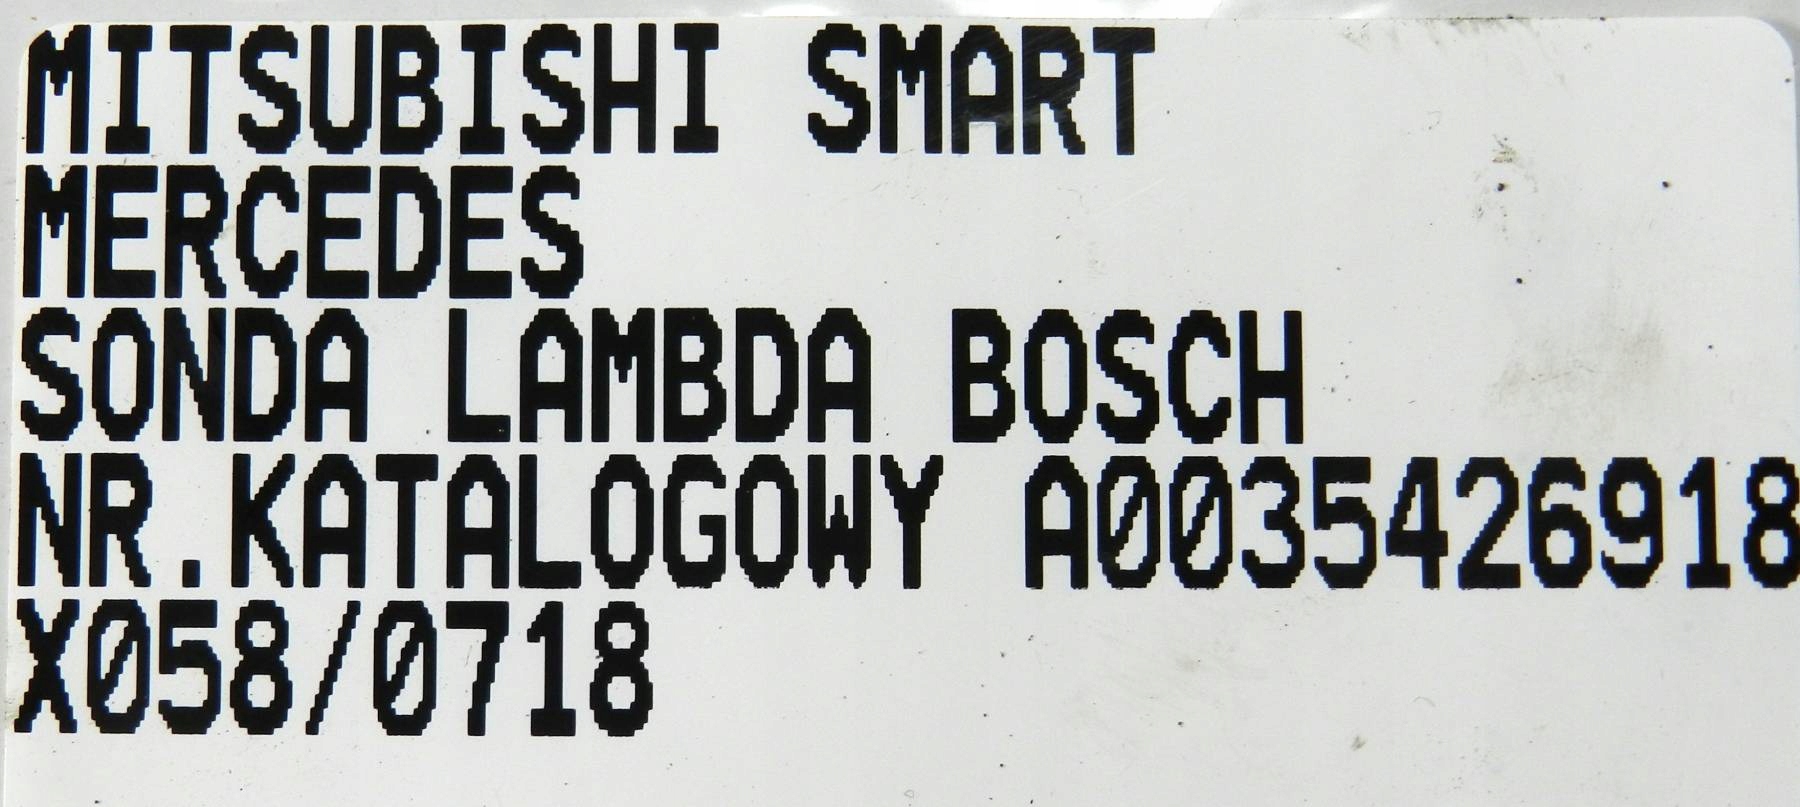 MITSUBISHI SMART
MERCEDES
SONDA LAMBDA BOSCH
NR.KATALOGOWY A0035426918
X058/0718